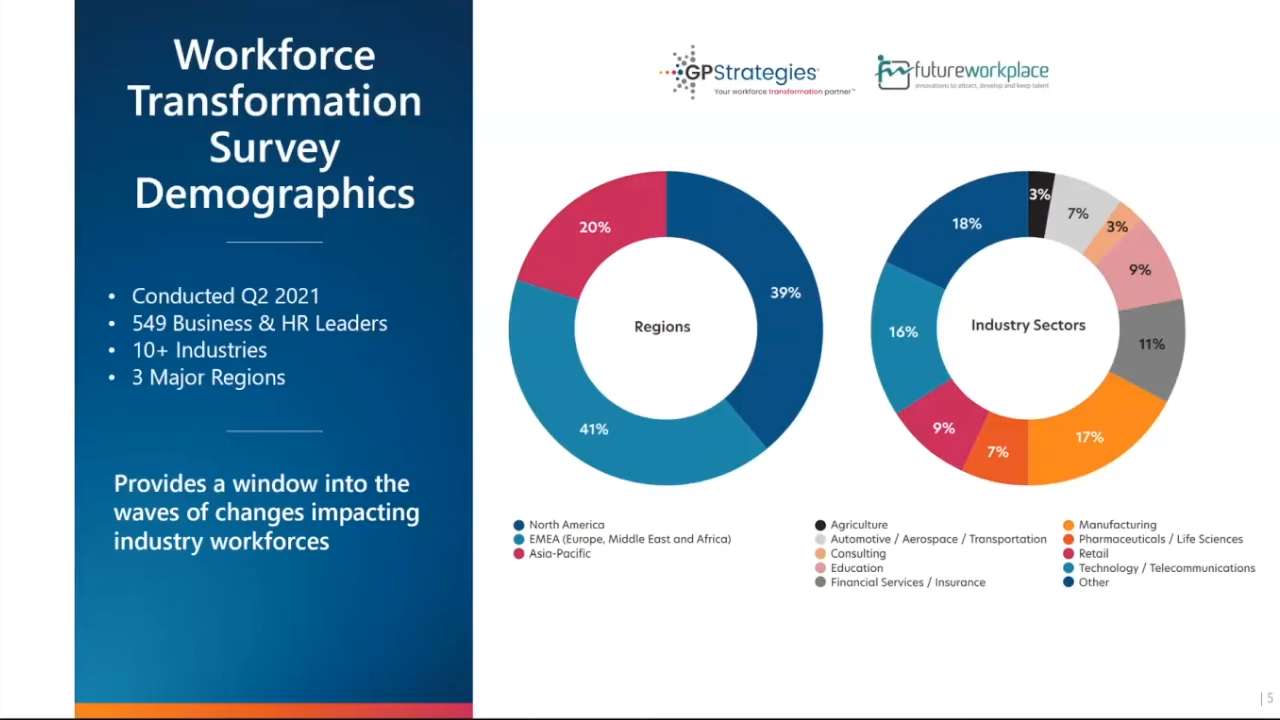 Workforce
Transformation
Survey
Demographics
• Conducted Q2 2021
• 549 Business & HR Leaders
• 10+ Industries
• 3 Major Regions
Provides a window into the
waves of changes impacting
industry workforces
GPStrategies®
Your workforce transformation partner™
futureworkplace
innovations to attract, develop and keep talent
20%
39%
41%
Regions
3%
7%
3%
9%
11%
17%
7%
9%
16%
18%
Industry Sectors
North America
EMEA (Europe, Middle East and Africa)
Asia-Pacific
Agriculture
Automotive / Aerospace / Transportation
Consulting
Education
Financial Services / Insurance
Manufacturing
Pharmaceuticals / Life Sciences
Retail
Technology / Telecommunications
Other
| 5